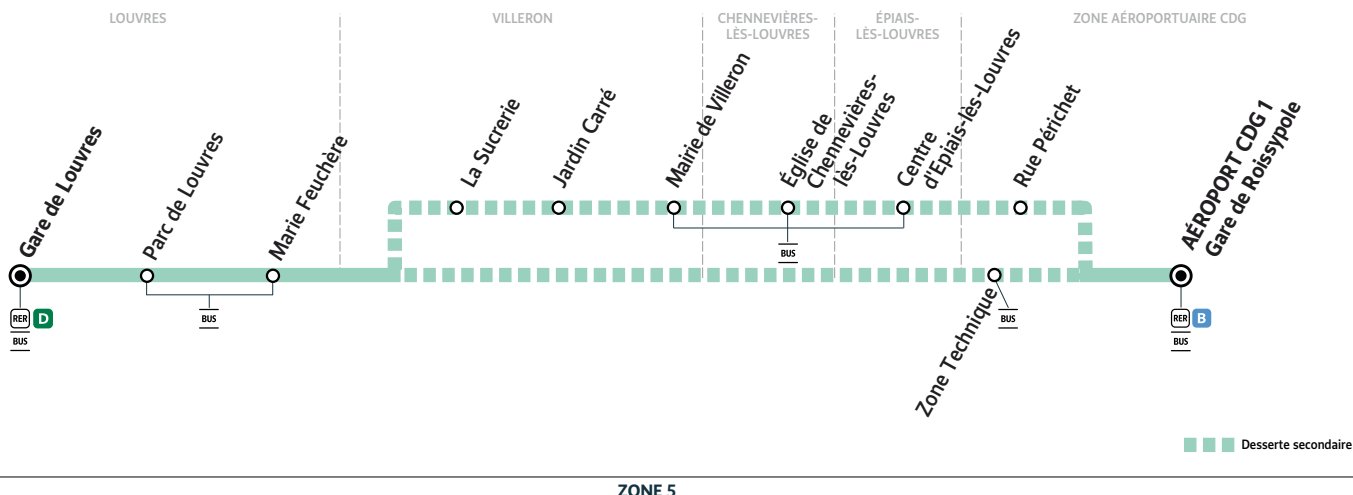 LOUVRES
VILLERON
CHENNEVIÈRES-
LÈS-LOUVRES
ÉPIAIS-
LÈS-LOUVRES
ZONE AÉROPORTUAIRE CDG
Gare de Louvres
Parc de Louvres
Marie Feuchère
La Sucrerie
Jardin Carré
Mairie de Villeron
Église de
Chennevières-
lès-Louvres
Centre
d'Epiais-lès-Louvres
Rue Périchet
AÉROPORT CDG 1
Gare de Roissypole
BUS
RER D
BUS
BUS
Zone Technique
BUS
RER B
BUS
Desserte secondaire
ZONE 5